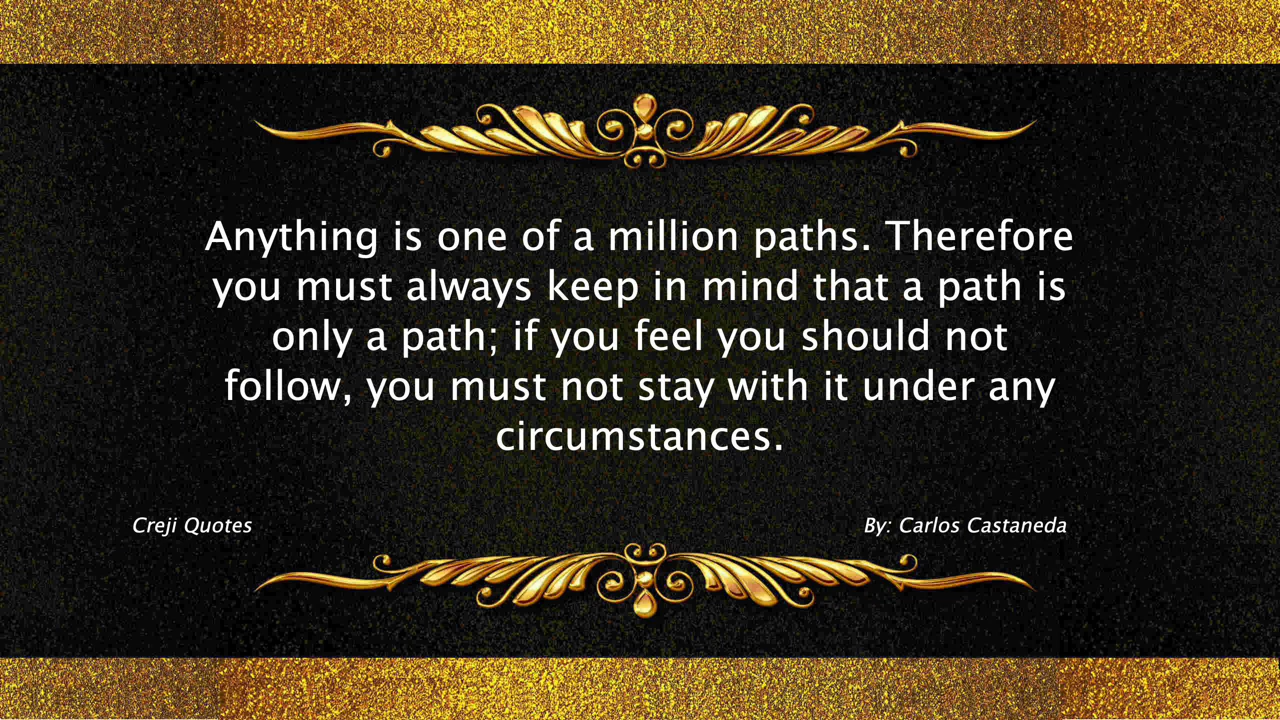 Anything is one of a million paths. Therefore
you must always keep in mind that a path is
only a path; if you feel you should not
follow, you must not stay with it under any
circumstances.
Creji Quotes
By: Carlos Castaneda